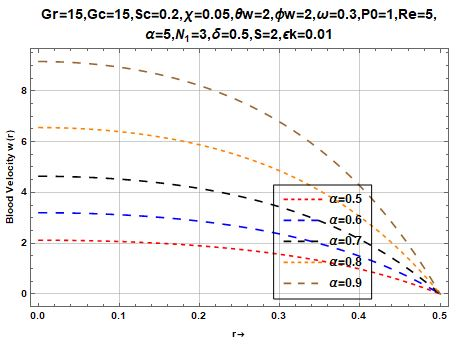 Gr=15,Gc=15,Sc=0.2,χ=0.05,θw=2,ϕw=2,ω=0.3,P0=1,Re=5,
α=5,N₁=3,δ=0.5,S=2,ϵk=0.01
Blood Velocity w(r)
8
6
4
2
0
α=0.5
α=0.6
α=0.7
α=0.8
α=0.9
0.0 0.1 0.2 0.3 0.4 0.5
r→